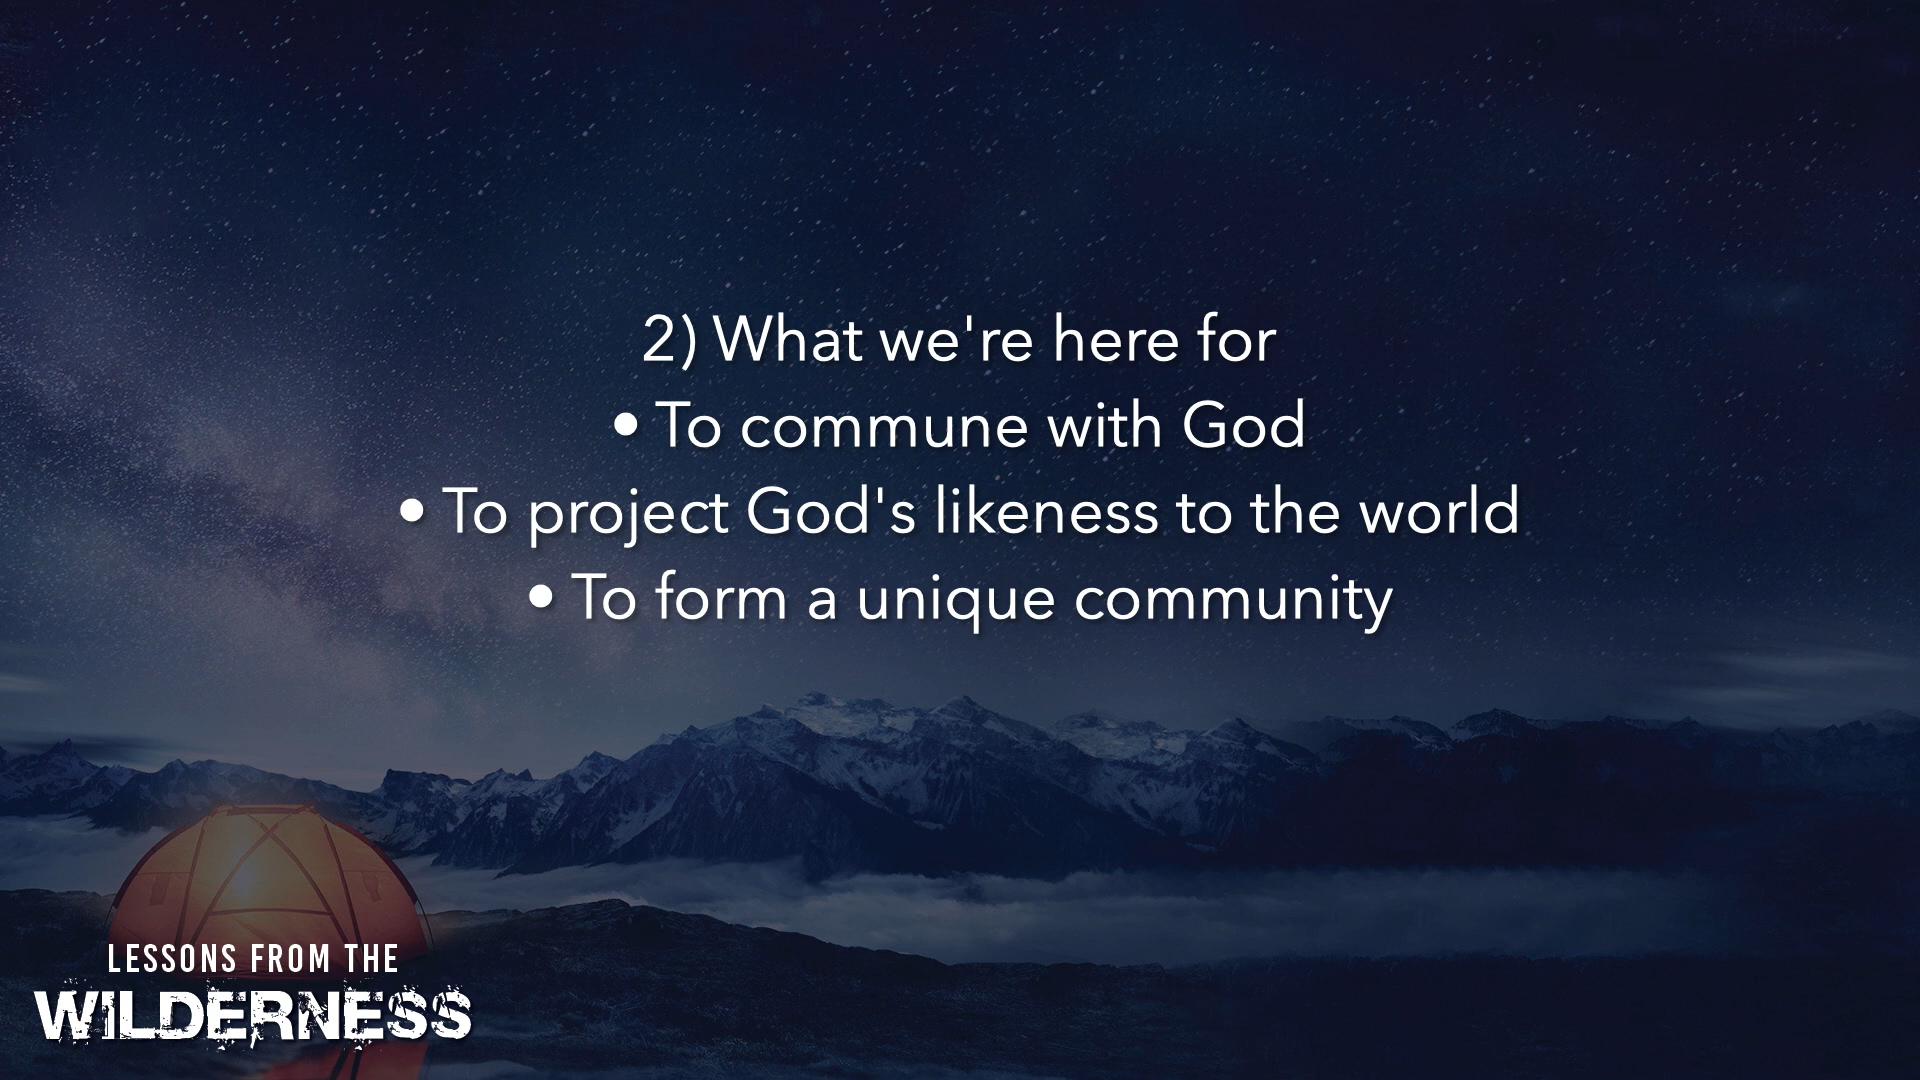 2) What we're here for
• To commune with God
• To project God's likeness to the world
• To form a unique community
LESSONS FROM THE
WILDERNESS